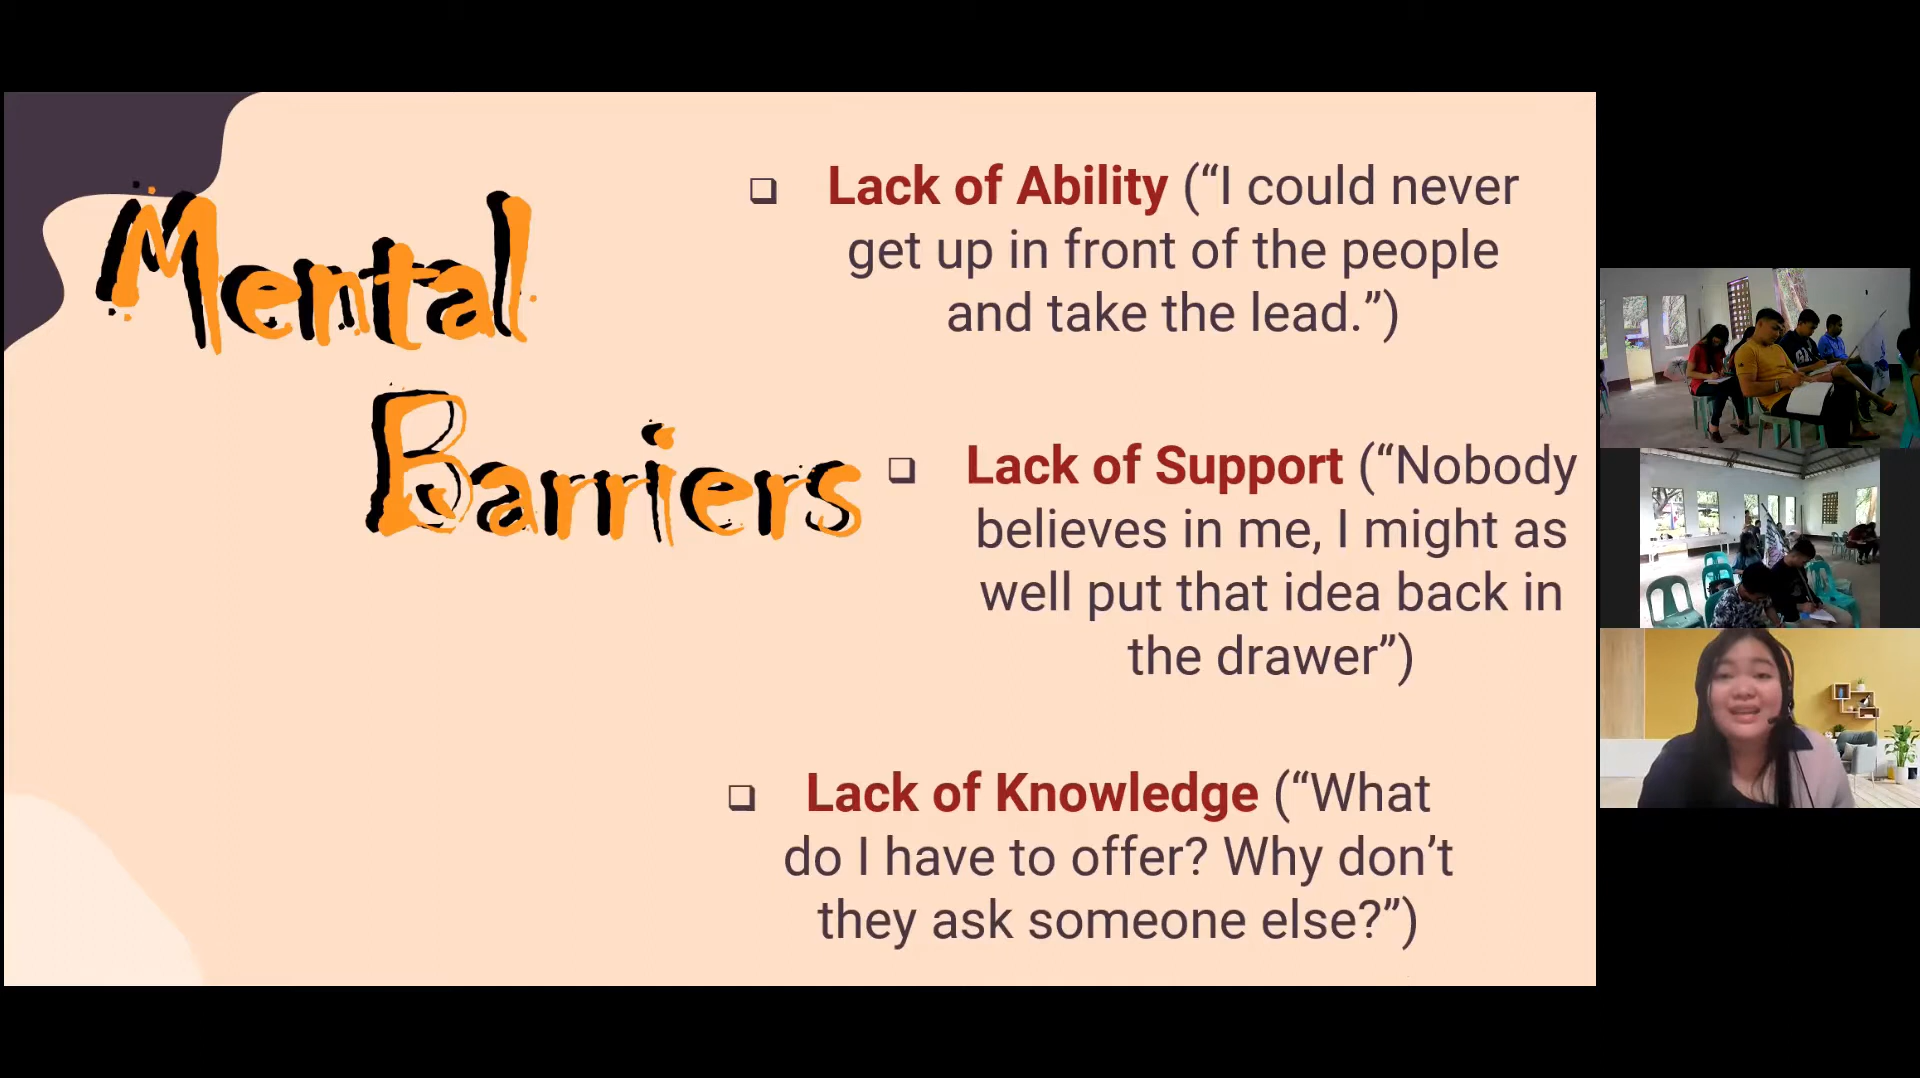 Mental
Barriers
❑ Lack of Ability (“I could never
get up in front of the people
and take the lead.”)
❑ Lack of Support (“Nobody
believes in me, I might as
well put that idea back in
the drawer”)
❑ Lack of Knowledge (“What
do I have to offer? Why don’t
they ask someone else?”)